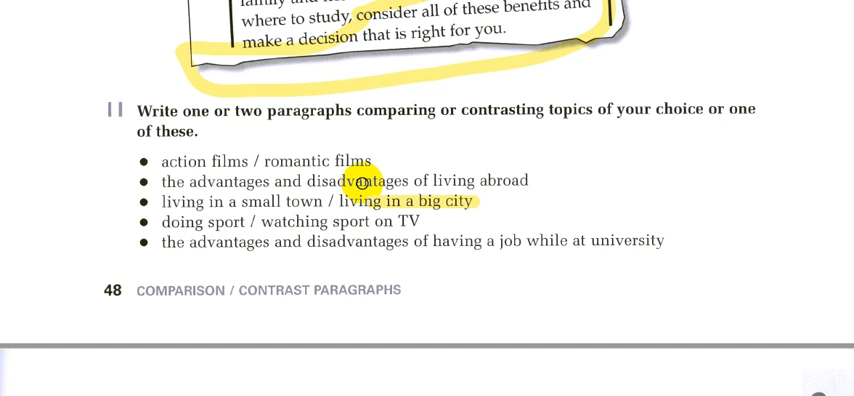 where to study, consider all of these benefits and
make a decision that is right for you.
11 Write one or two paragraphs comparing or contrasting topics of your choice or one
of these.
● action films / romantic films
● the advantages and disadvantages of living abroad
● living in a small town / living in a big city
● doing sport / watching sport on TV
● the advantages and disadvantages of having a job while at university
48 COMPARISON / CONTRAST PARAGRAPHS